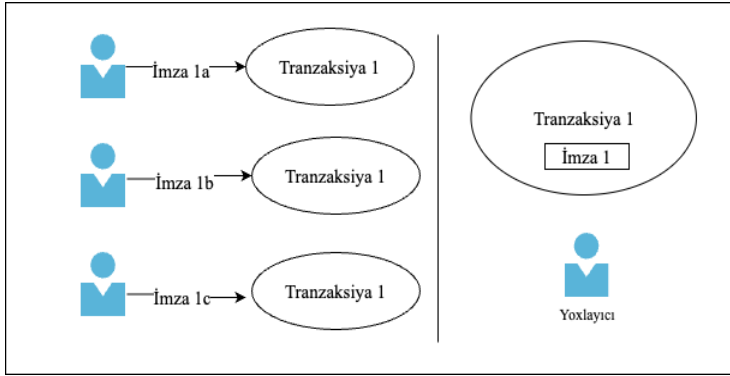 İmza 1a
Tranzaksiya 1
İmza 1b
Tranzaksiya 1
İmza 1c
Tranzaksiya 1
Tranzaksiya 1
İmza 1
Yoxlayıcı